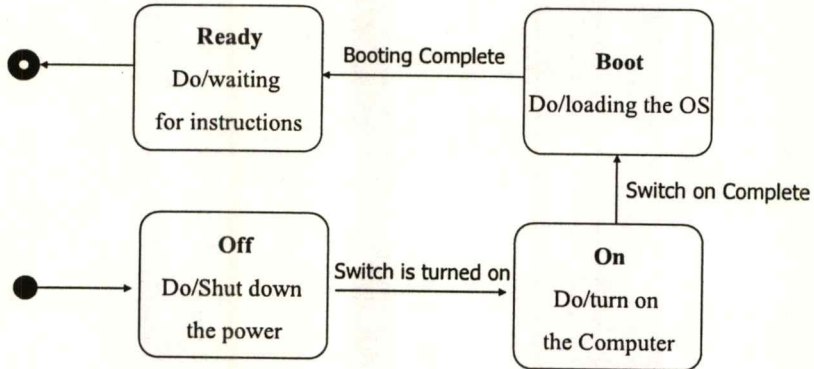 Ready
Do/waiting
for instructions
Booting Complete
Boot
Do/loading the OS
Switch on Complete
Off
Do/Shut down
the power
Switch is turned on
On
Do/turn on
the Computer